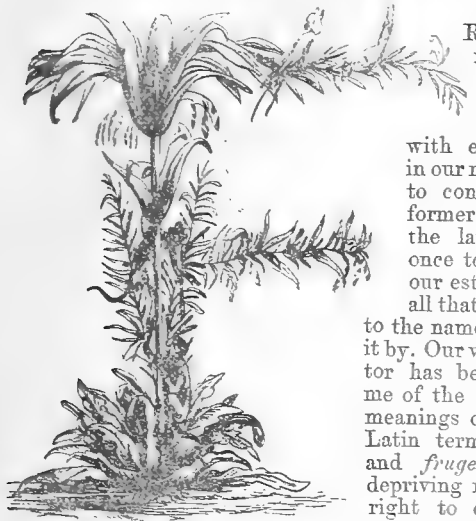 FR
with e
in our
to con
former
the la
once to
our est
all that
to the name
it by. Our
tor has be
me of the
meanings
Latin term
and fruge
depriving
right to